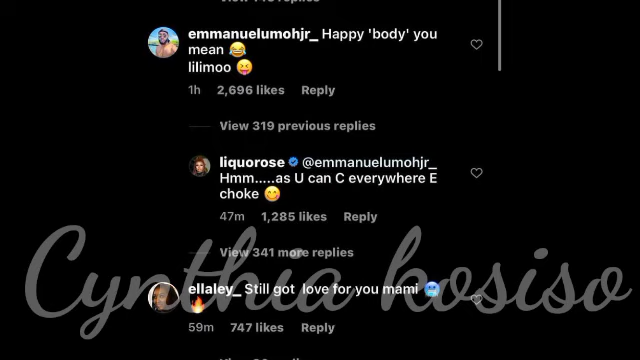 emmanuelumohjr_ Happy 'body' you
mean 😂
lilimoo 😜
1h 2,696 likes Reply
View 319 previous replies
liquorose @emmanuelumohjr_
Hmm.....as U can C everywhere E
choke 😋
47m 1,285 likes Reply
View 341 more replies
Cynthia kosiso
ellaley_ Still got love for you mami 🥶
🔥
59m 747 likes Reply